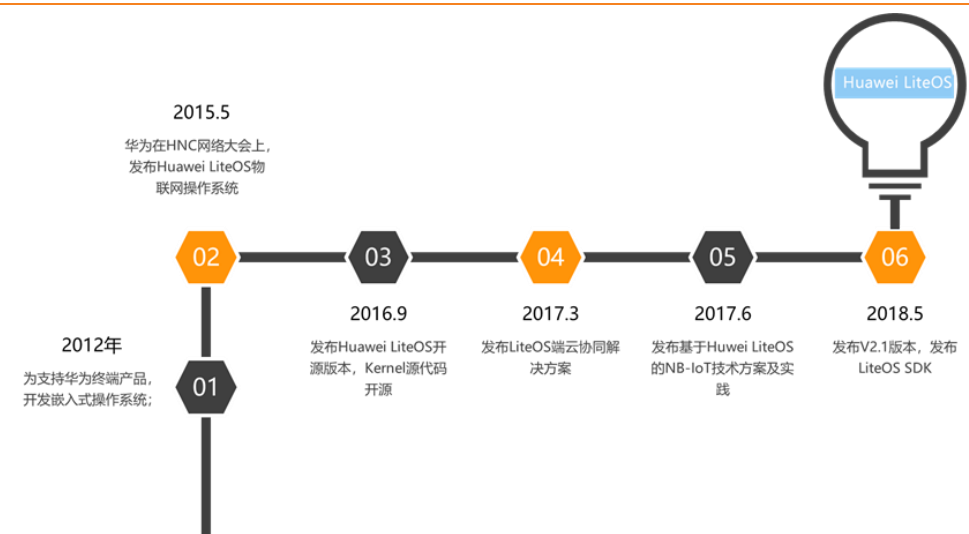 Huawei LiteOS
2015.5
华为在HNC网络大会上，
发布Huawei LiteOS物
联网操作系统
02
03
04
05
06
2016.9
发布Huawei LiteOS开
源版本，Kernel源代码
开源
2017.3
发布LiteOS端云协同解
决方案
2017.6
发布基于Huwei LiteOS
的NB-IoT技术方案及实
践
2018.5
发布V2.1版本，发布
LiteOS SDK
2012年
为支持华为终端产品，
开发嵌入式操作系统；
01